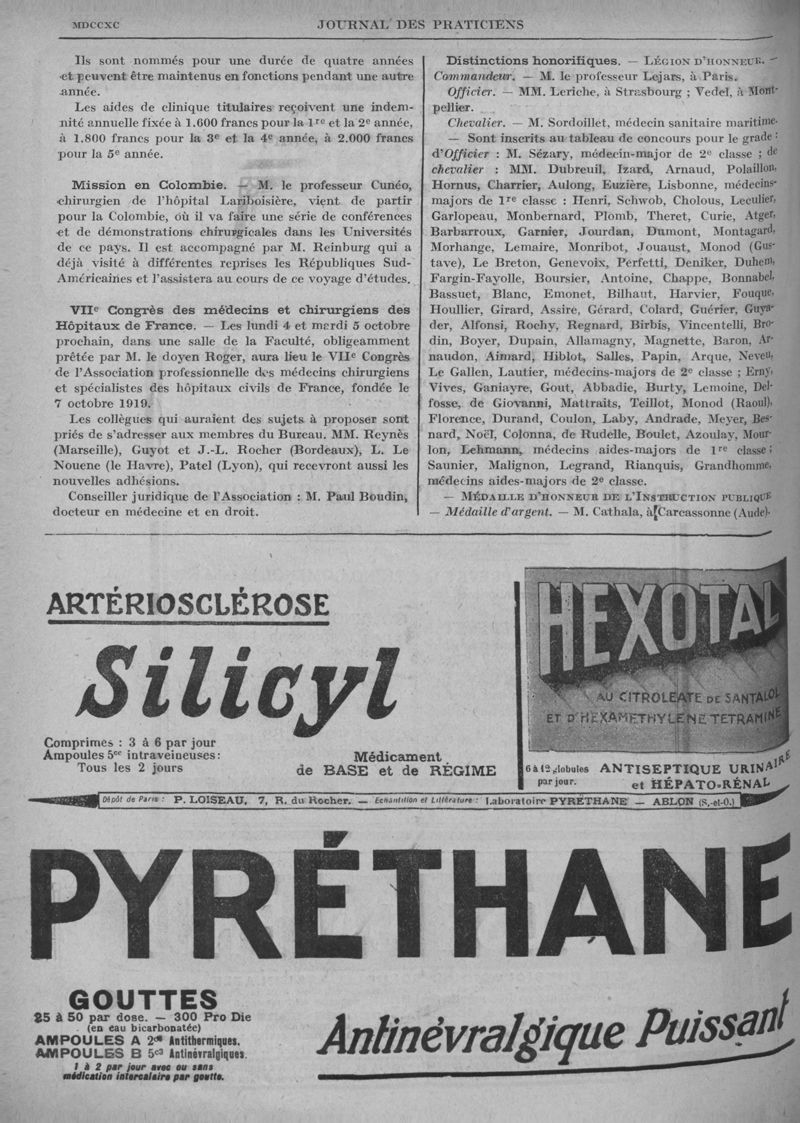 MDCCXC
JOURNAL DES PRATICIENS
Ils sont nommés pour une durée de quatre années
et peuvent être maintenus en fonctions pendant une autre
année.
Les aides de clinique titulaires reçoivent une indem-
nité annuelle fixée à 1.600 francs pour la 1re et la 2e année,
à 1.800 francs pour la 3e et la 4e année, à 2.000 francs
pour la 5e année.
Mission en Colombie. — M. le professeur Cunéo,
chirurgien de l'hôpital Lariboisière, vient de partir
pour la Colombie, où il va faire une série de conférences
et de démonstrations chirurgicales dans les Universités
de ce pays. Il est accompagné par M. Reinburg qui a
déjà visité à différentes reprises les Républiques Sud-
Américaines et l'assistera au cours de ce voyage d'études.
VIIe Congrès des médecins et chirurgiens des
Hôpitaux de France. — Les lundi 4 et mardi 5 octobre
prochain, dans une salle de la Faculté, obligeamment
prêtée par M. le doyen Roger, aura lieu le VIIe Congrès
de l'Association professionnelle des médecins chirurgiens
et spécialistes des hôpitaux civils de France, fondée le
7 octobre 1919.
Les collègues qui auraient des sujets à proposer sont
priés de s'adresser aux membres du Bureau. MM. Reynès
(Marseille), Guyot et J.-L. Rocher (Bordeaux), L. Le
Nouene (le Havre), Patel (Lyon), qui recevront aussi les
nouvelles adhésions.
Conseiller juridique de l'Association : M. Paul Boudin,
docteur en médecine et en droit.
Distinctions honorifiques. — LÉGION D'HONNEUR. —
Commandeur. — M. le professeur Lejars, à Paris.
Officier. — MM. Leriche, à Strasbourg ; Vedel, à Mont-
pellier.
Chevalier. — M. Sordoillet, médecin sanitaire maritime.
— Sont inscrits au tableau de concours pour le grade :
d'Officier : M. Sézary, médecin-major de 2e classe ; de
chevalier : MM. Dubreuil, Izard, Arnaud, Polaillon,
Hornus, Charrier, Aulong, Euzière, Lisbonne, médecins-
majors de 1re classe : Henri, Schwob, Cholous, Leculier,
Garlopeau, Monbernard, Plomb, Theret, Curie, Atger,
Barbarroux, Garnier, Jourdan, Dumont, Montagard,
Morhange, Lemaire, Monribot, Jouaust, Monod (Gus-
tave), Le Breton, Genevoix, Perfetti, Deniker, Duhem,
Fargin-Fayolle, Boursier, Antoine, Chappe, Bonnabel,
Bassuet, Blanc, Emonet, Bilhaut, Harvier, Fouque,
Houllier, Girard, Assire, Gérard, Colard, Guérier, Guya-
der, Alfonsi, Rochy, Regnard, Birbis, Vincentelli, Bro-
din, Boyer, Dupain, Allamagny, Magnette, Baron, Ar-
naudon, Aimard, Hiblot, Salles, Papin, Arque, Neveu,
Le Gallen, Lautier, médecins-majors de 2e classe ; Erny,
Vives, Ganiayre, Gout, Abbadie, Burty, Lemoine, Del-
fosse, de Giovanni, Mattraits, Teillot, Monod (Raoul),
Florence, Durand, Coulon, Laby, Andrade, Meyer, Bes-
nard, Noël, Colonna, de Rudelle, Boulet, Azoulay, Mour-
lon, Lehmann, médecins aides-majors de 1re classe ;
Saunier, Malignon, Legrand, Rianquis, Grandhomme,
médecins aides-majors de 2e classe.
— MÉDAILLE D'HONNEUR DE L'INSTRUCTION PUBLIQUE
— Médaille d'argent. — M. Cathala, à Carcassonne (Aude).
ARTÉRIOSCLÉROSE
Silicyl
Comprimes : 3 à 6 par jour
Ampoules 5cc intraveineuses :
Tous les 2 jours
Médicament
de BASE et de RÉGIME
HEXOTAL
AU CITROLEATE DE SANTALOL
ET D'HEXAMETHYLENE TETRAMINE
6 à 12 globules
par jour.
ANTISEPTIQUE URINAIRE
et HÉPATO-RÉNAL
Dépôt de Paris : P. LOISEAU, 7, R. du Rocher. — Echantillon et Littérature : Laboratoire PYRÉTHANE — ABLON (S.-et-O.)
PYRÉTHANE
GOUTTES
25 à 50 par dose. — 300 Pro Die
(en eau bicarbonatée)
AMPOULES A 2cc Antithermiques.
AMPOULES B 5cc Antinévralgiques.
1 à 2 par jour avec ou sans
médication intercalaire par goutte.
Antinévralgique Puissant